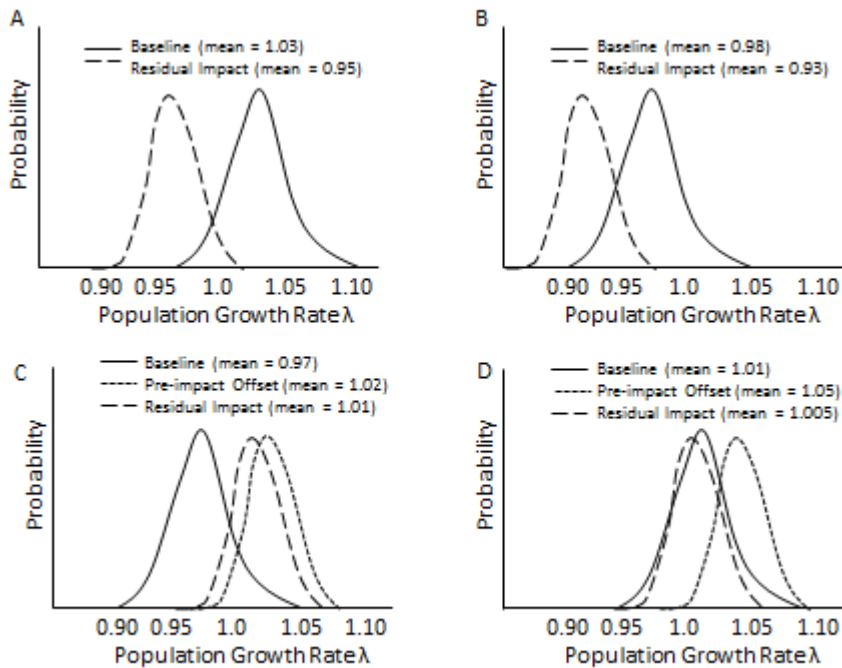 A
Baseline (mean = 1.03)
Residual Impact (mean = 0.95)
Probability
0.90 0.95 1.0 1.05 1.10
Population Growth Rate λ
B
Baseline (mean = 0.98)
Residual Impact (mean = 0.93)
Probability
0.90 0.95 1.0 1.05 1.10
Population Growth Rate λ
C
Baseline (mean = 0.97)
Pre-impact Offset (mean = 1.02)
Residual Impact (mean = 1.01)
Probability
0.90 0.95 1.0 1.05 1.10
Population Growth Rate λ
D
Baseline (mean = 1.01)
Pre-impact Offset (mean = 1.05)
Residual Impact (mean = 1.005)
Probability
0.90 0.95 1.0 1.05 1.10
Population Growth Rate λ